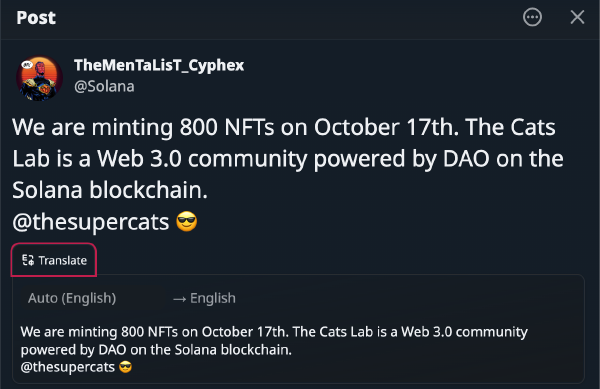 Post
TheMenTaLisT_Cyphex
@Solana
We are minting 800 NFTs on October 17th. The Cats
Lab is a Web 3.0 community powered by DAO on the
Solana blockchain.
@thesupercats 😎
Translate
Auto (English) → English
We are minting 800 NFTs on October 17th. The Cats Lab is a Web 3.0 community
powered by DAO on the Solana blockchain.
@thesupercats 😎